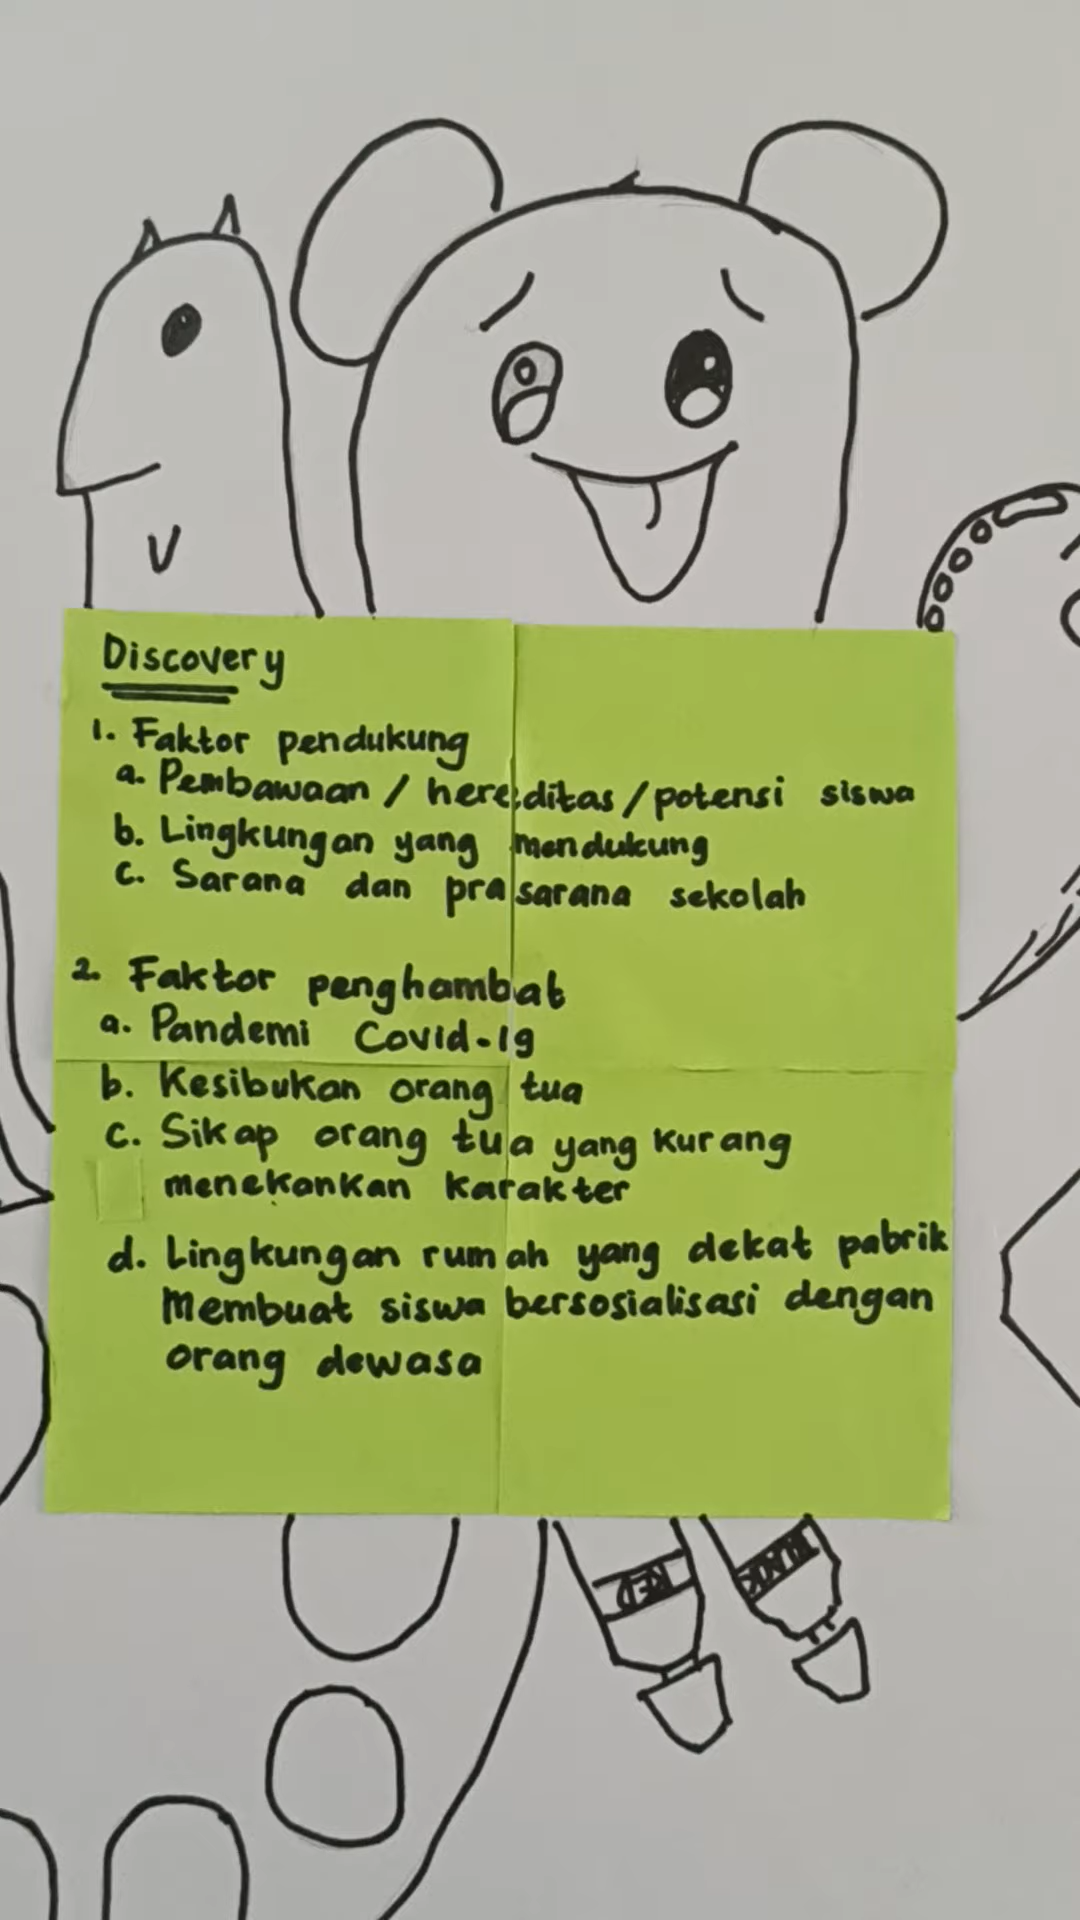 Discovery
1. Faktor pendukung
a. Pembawaan / hereditas / potensi siswa
b. Lingkungan yang mendukung
c. Sarana dan prasarana sekolah
2. Faktor penghambat
a. Pandemi Covid-19
b. Kesibukan orang tua
c. Sikap orang tua yang kurang
menekankan karakter
d. Lingkungan rumah yang dekat pabrik
Membuat siswa bersosialisasi dengan
orang dewasa
RED